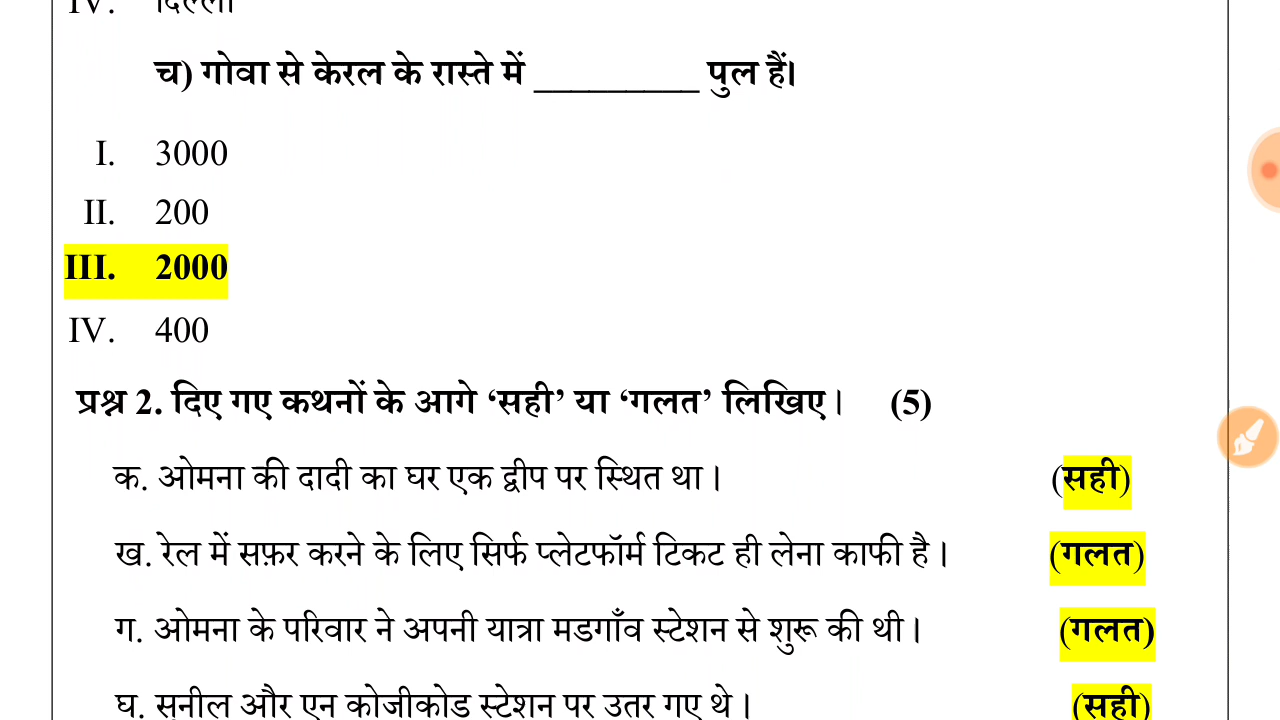 IV. दिल्ली
च) गोवा से केरल के रास्ते में _________ पुल हैं।
I. 3000
II. 200
III. 2000
IV. 400
प्रश्न 2. दिए गए कथनों के आगे ‘सही’ या ‘गलत’ लिखिए। (5)
क. ओमना की दादी का घर एक द्वीप पर स्थित था। (सही)
ख. रेल में सफ़र करने के लिए सिर्फ प्लेटफॉर्म टिकट ही लेना काफी है। (गलत)
ग. ओमना के परिवार ने अपनी यात्रा मडगाँव स्टेशन से शुरू की थी। (गलत)
घ. सुनील और एन कोजीकोड स्टेशन पर उतर गए थे। (सही)